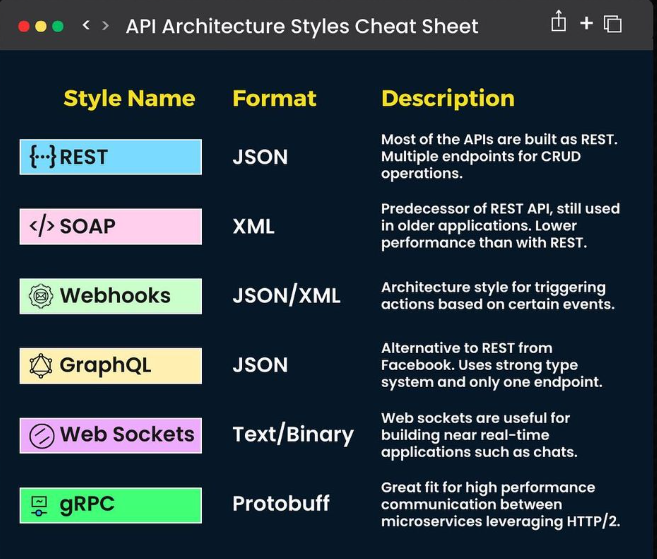 API Architecture Styles Cheat Sheet
Style Name Format Description
REST JSON Most of the APIs are built as REST.
Multiple endpoints for CRUD
operations.
SOAP XML Predecessor of REST API, still used
in older applications. Lower
performance than with REST.
Webhooks JSON/XML Architecture style for triggering
actions based on certain events.
GraphQL JSON Alternative to REST from
Facebook. Uses strong type
system and only one endpoint.
Web Sockets Text/Binary Web sockets are useful for
building near real-time
applications such as chats.
gRPC Protobuff Great fit for high performance
communication between
microservices leveraging HTTP/2.